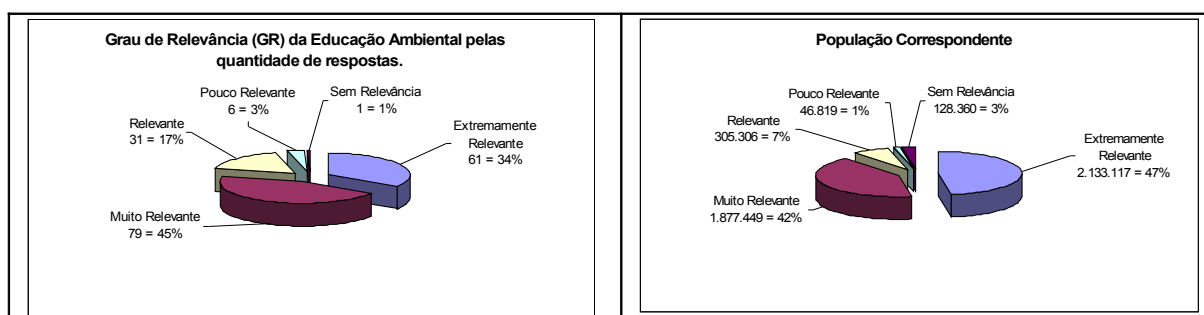 Grau de Relevância (GR) da Educação Ambiental pelas
quantidade de respostas.
Pouco Relevante
6 = 3%
Sem Relevância
1 = 1%
Relevante
31 = 17%
Extremamente
Relevante
61 = 34%
Muito Relevante
79 = 45%
População Correspondente
Pouco Relevante
46.819 = 1%
Sem Relevância
128.360 = 3%
Relevante
305.306 = 7%
Extremamente
Relevante
2.133.117 = 47%
Muito Relevante
1.877.449 = 42%